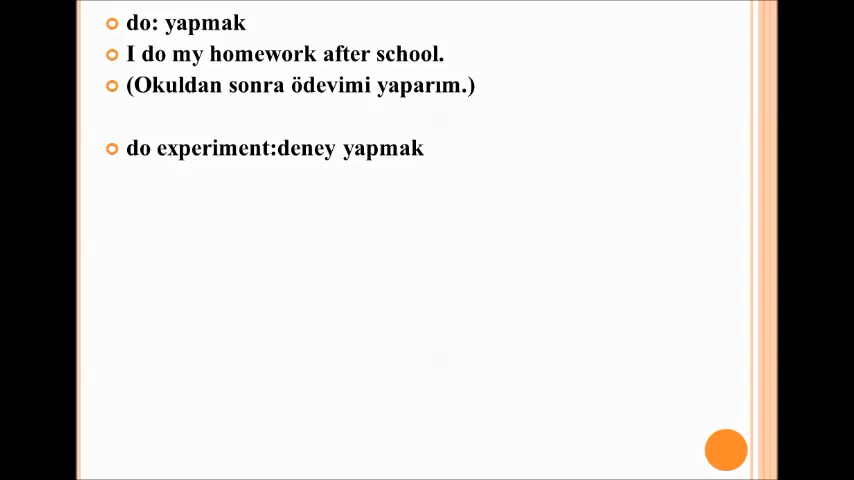 do: yapmak
I do my homework after school.
(Okuldan sonra ödevimi yaparım.)
do experiment:deney yapmak